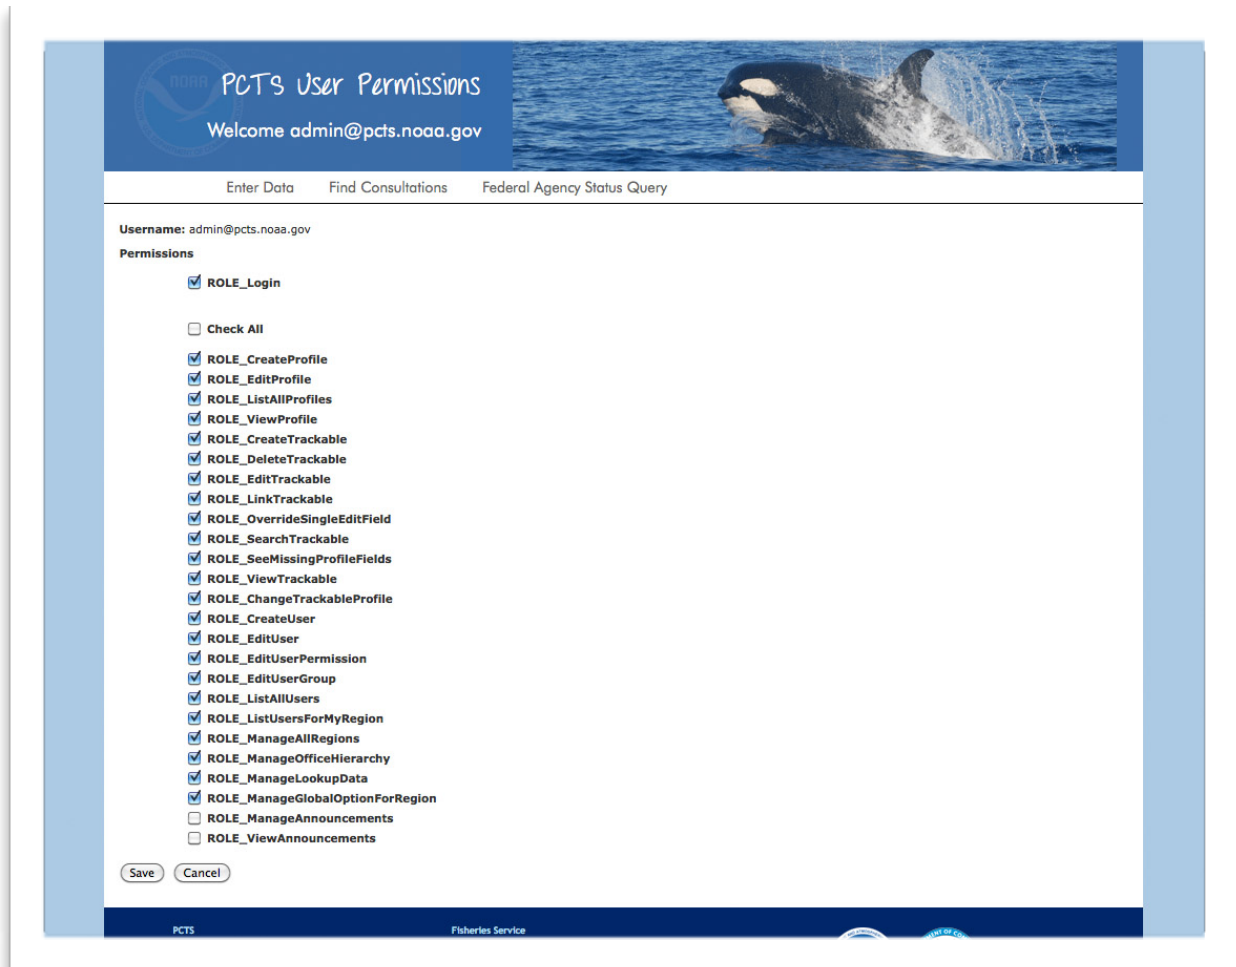 NOAA
PCTS User Permissions
Welcome admin@pcts.noaa.gov
Enter Data Find Consultations Federal Agency Status Query
Username: admin@pcts.noaa.gov
Permissions
ROLE_Login
Check All
ROLE_CreateProfile
ROLE_EditProfile
ROLE_ListAllProfiles
ROLE_ViewProfile
ROLE_CreateTrackable
ROLE_DeleteTrackable
ROLE_EditTrackable
ROLE_LinkTrackable
ROLE_OverrideSingleEditField
ROLE_SearchTrackable
ROLE_SeeMissingProfileFields
ROLE_ViewTrackable
ROLE_ChangeTrackableProfile
ROLE_CreateUser
ROLE_EditUser
ROLE_EditUserPermission
ROLE_EditUserGroup
ROLE_ListAllUsers
ROLE_ListUsersForMyRegion
ROLE_ManageAllRegions
ROLE_ManageOfficeHierarchy
ROLE_ManageLookupData
ROLE_ManageGlobalOptionForRegion
ROLE_ManageAnnouncements
ROLE_ViewAnnouncements
Save Cancel
PCTS Fisheries Service